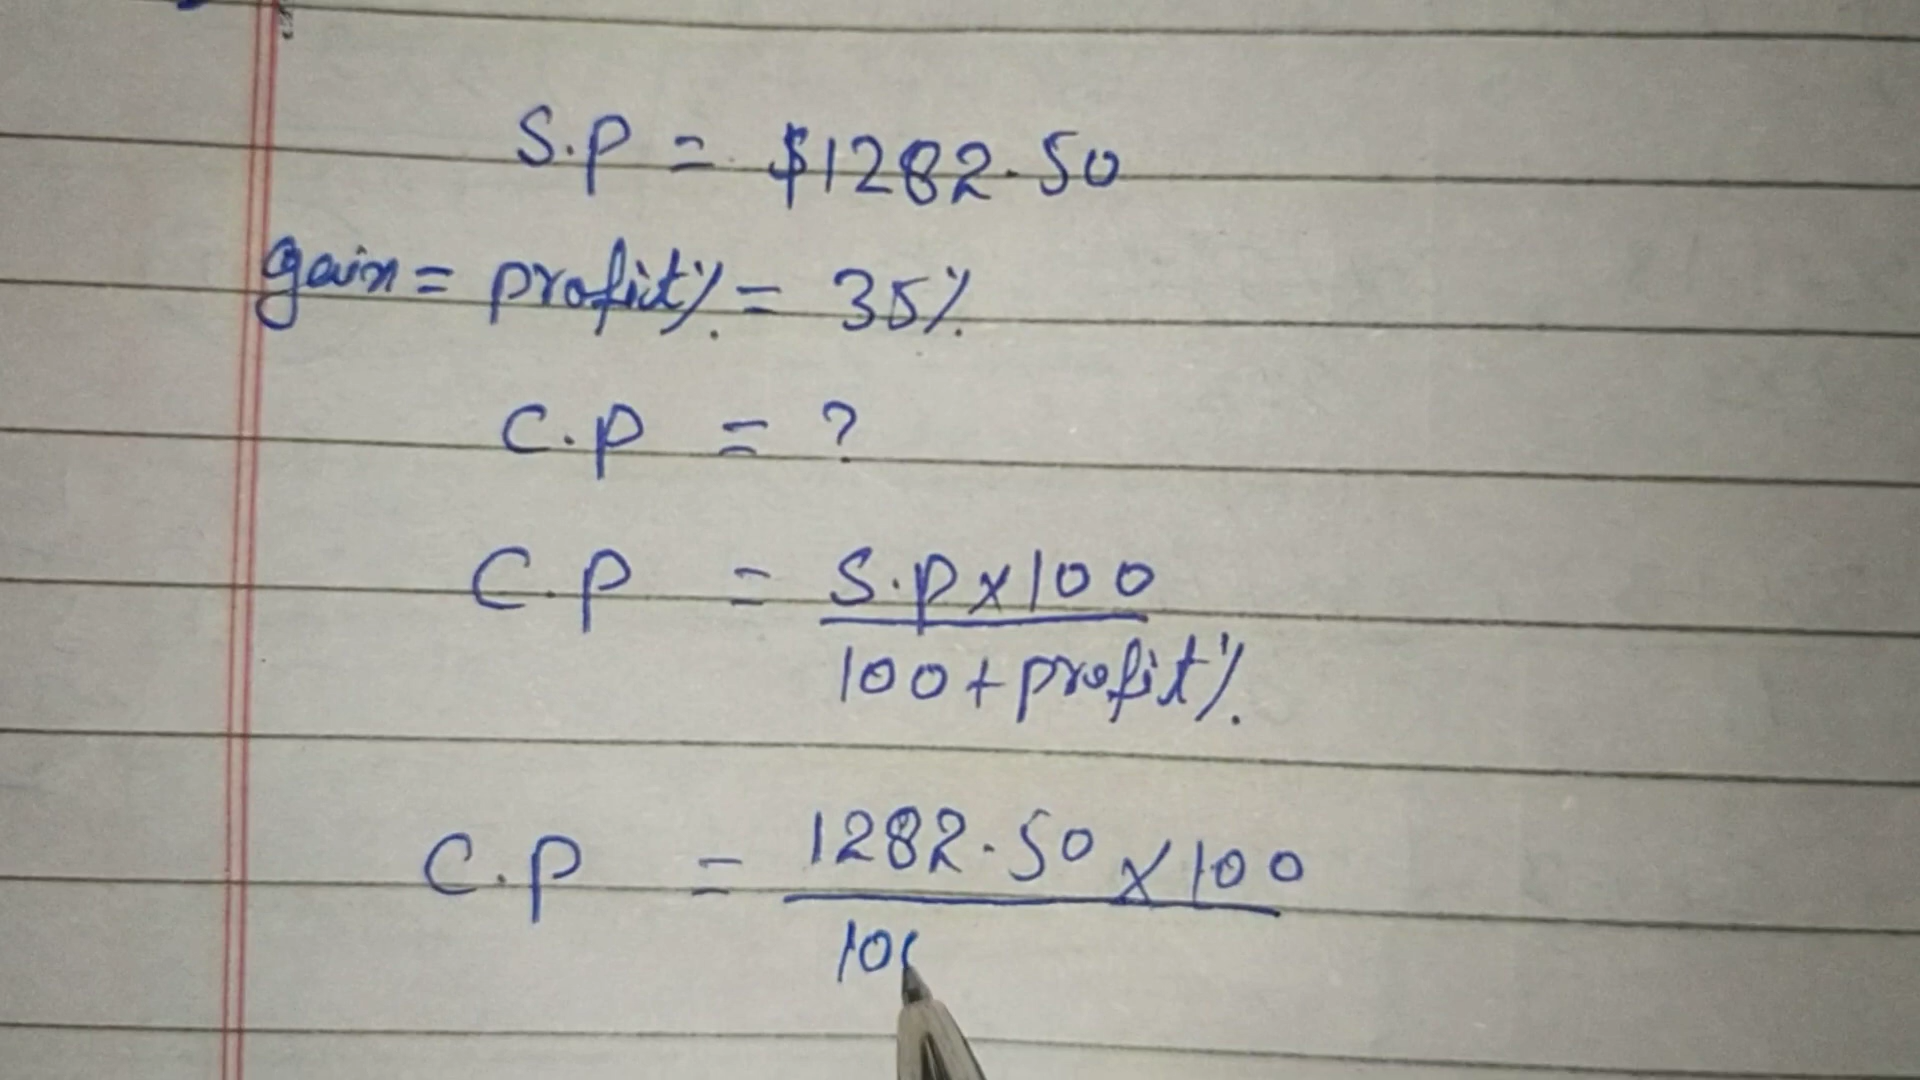 S.P = $1282.50
gain = profit% = 35%
C.P = ?
C.P = S.P×100
100+profit%
C.P = 1282.50×100
10